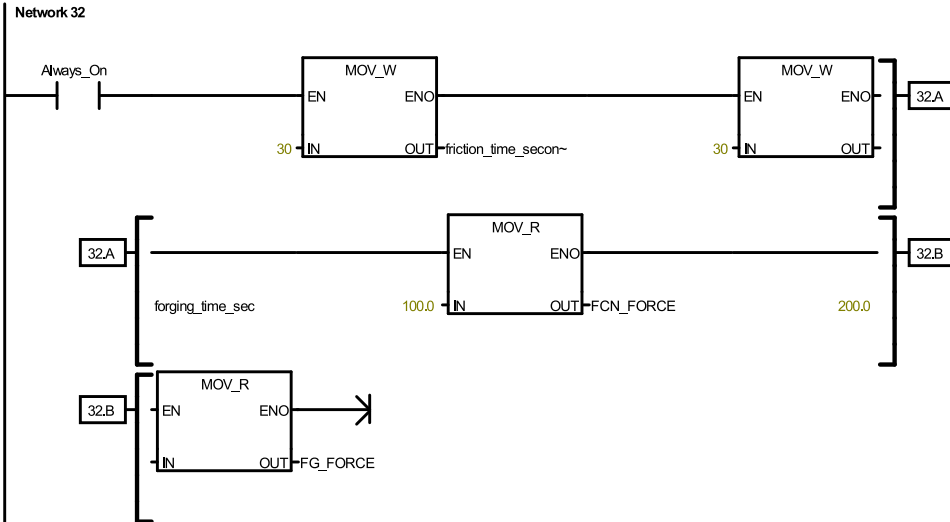 Network 32
Always_On
MOV_W
MOV_W
EN ENO
EN ENO
32.A
30 IN OUT friction_time_secon~
30 IN OUT
MOV_R
32.A
EN ENO
32.B
forging_time_sec
100.0 IN OUT FCN_FORCE
200.0
MOV_R
32.B
EN ENO
IN OUT FG_FORCE